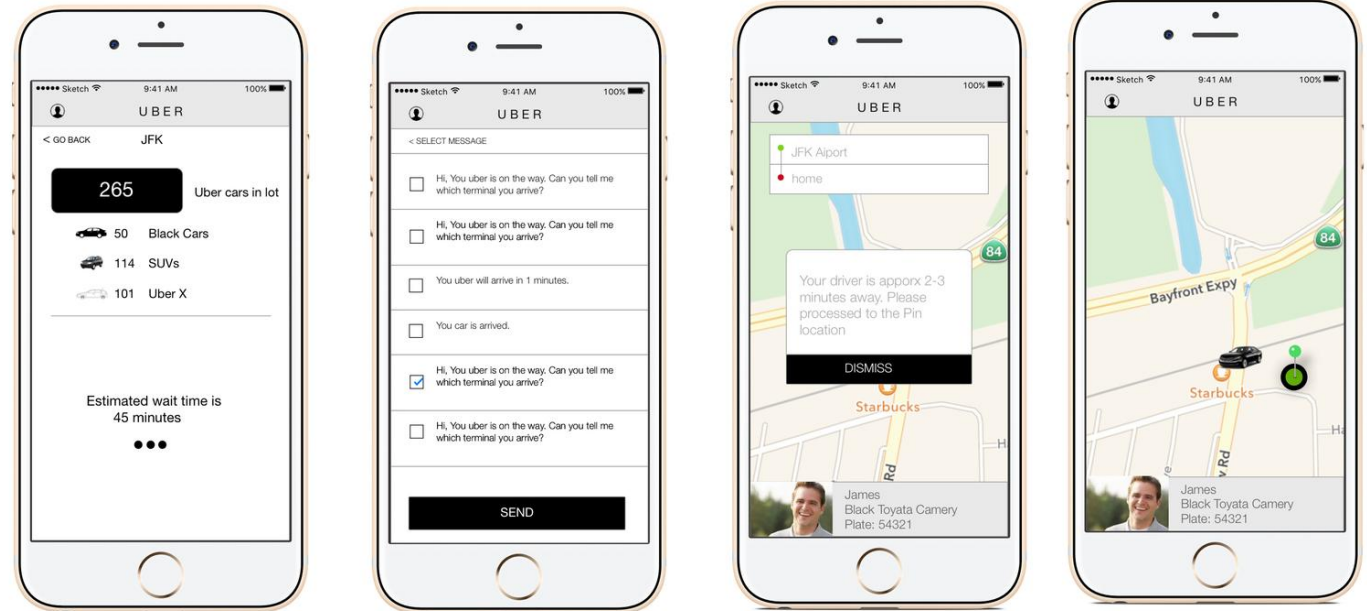 Sketch 9:41 AM 100%
UBER
< GO BACK JFK
265 Uber cars in lot
50 Black Cars
114 SUVs
101 Uber X
Estimated wait time is
45 minutes
Sketch 9:41 AM 100%
UBER
< SELECT MESSAGE
Hi, You uber is on the way. Can you tell me
which terminal you arrive?
Hi, You uber is on the way. Can you tell me
which terminal you arrive?
You uber will arrive in 1 minutes.
You car is arrived.
Hi, You uber is on the way. Can you tell me
which terminal you arrive?
Hi, You uber is on the way. Can you tell me
which terminal you arrive?
SEND
Sketch 9:41 AM 100%
UBER
JFK Aiport
home
84
Your driver is apporx 2-3
minutes away. Please
processed to the Pin
location
DISMISS
Starbucks
Rd
James
Black Toyata Camery
Plate: 54321
Sketch 9:41 AM 100%
UBER
84
Bayfront Expy
Starbucks
Rd
James
Black Toyata Camery
Plate: 54321